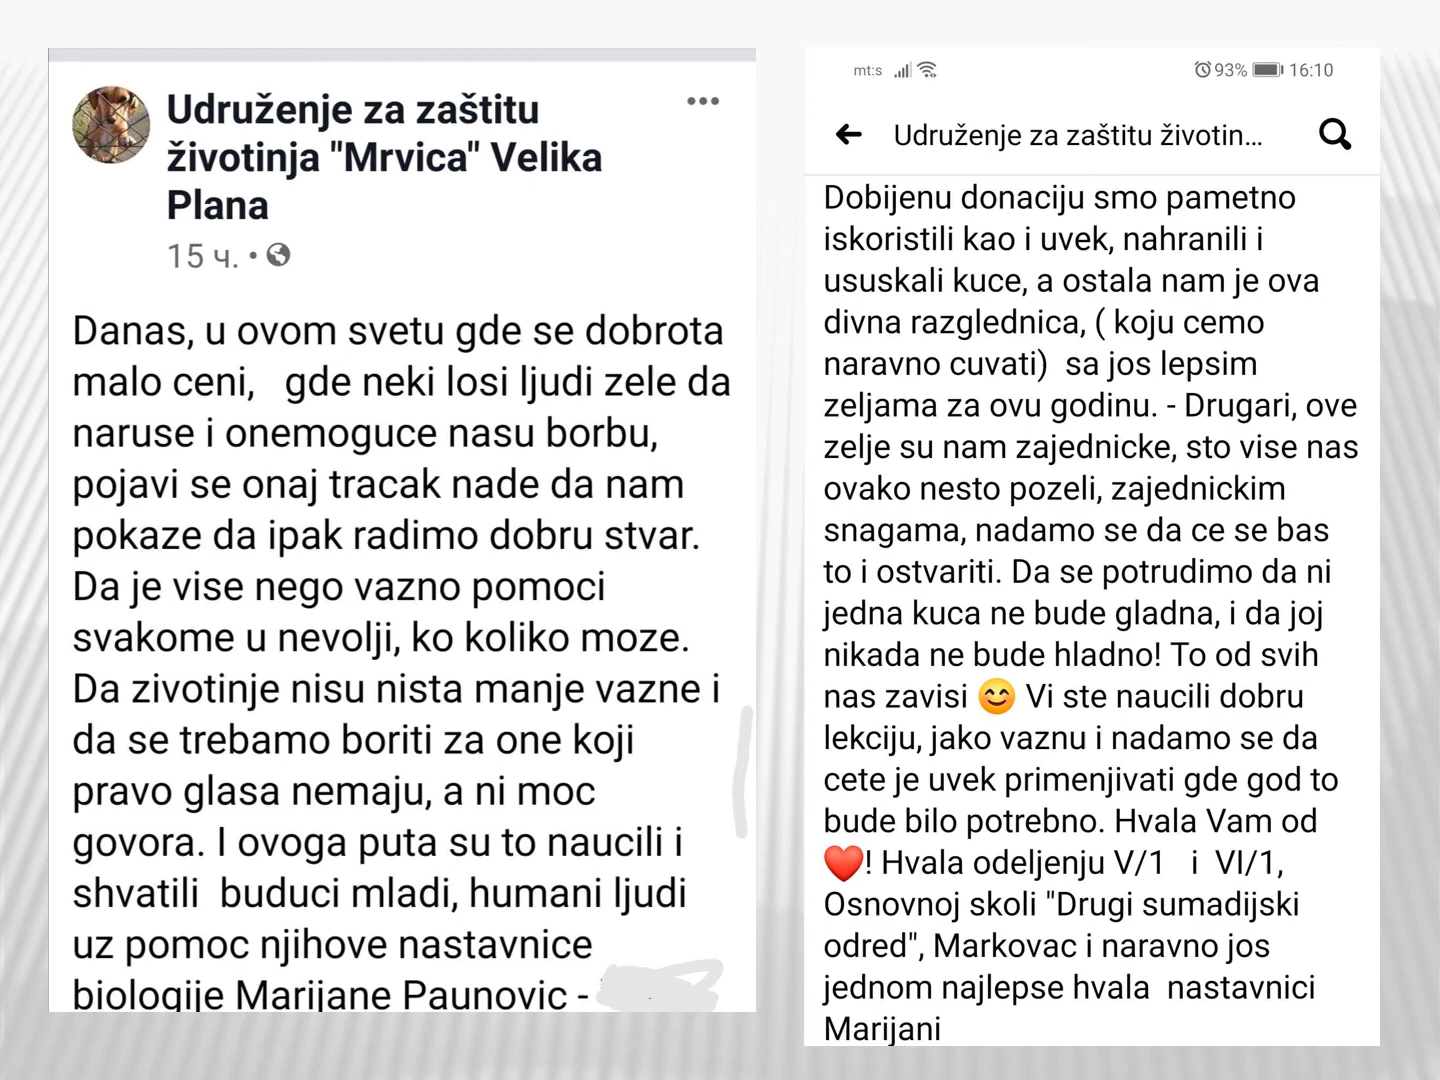 Udruženje za zaštitu
životinja "Mrvica" Velika
Plana
15 ч.
Danas, u ovom svetu gde se dobrota
malo ceni,   gde neki losi ljudi zele da
naruse i onemoguce nasu borbu,
pojavi se onaj tracak nade da nam
pokaze da ipak radimo dobru stvar.
Da je vise nego vazno pomoci
svakome u nevolji, ko koliko moze.
Da zivotinje nisu nista manje vazne i
da se trebamo boriti za one koji
pravo glasa nemaju, a ni moc
govora. I ovoga puta su to naucili i
shvatili  buduci mladi, humani ljudi
uz pomoc njihove nastavnice
biologije Marijane Paunovic -
mt:s 93% 16:10
Udruženje za zaštitu životin...
Dobijenu donaciju smo pametno
iskoristili kao i uvek, nahranili i
ususkali kuce, a ostala nam je ova
divna razglednica, ( koju cemo
naravno cuvati)  sa jos lepsim
zeljama za ovu godinu. - Drugari, ove
zelje su nam zajednicke, sto vise nas
ovako nesto pozeli, zajednickim
snagama, nadamo se da ce se bas
to i ostvariti. Da se potrudimo da ni
jedna kuca ne bude gladna, i da joj
nikada ne bude hladno! To od svih
nas zavisi 😊 Vi ste naucili dobru
lekciju, jako vaznu i nadamo se da
cete je uvek primenjivati gde god to
bude bilo potrebno. Hvala Vam od
❤️! Hvala odeljenju V/1   i  VI/1,
Osnovnoj skoli "Drugi sumadijski
odred", Markovac i naravno jos
jednom najlepse hvala  nastavnici
Marijani